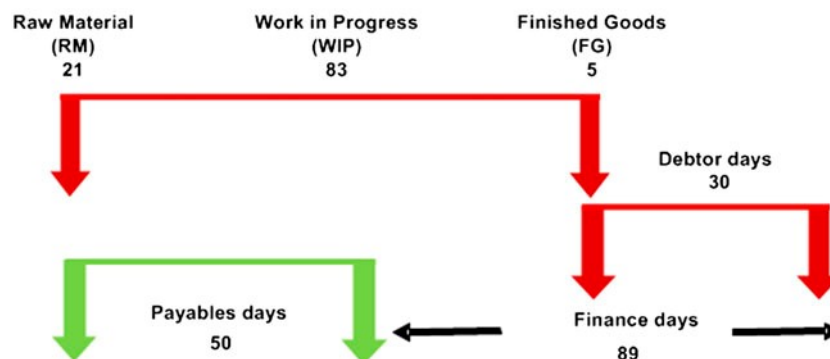 Raw Material
(RM)
21
Work in Progress
(WIP)
83
Finished Goods
(FG)
5
Debtor days
30
Payables days
50
Finance days
89